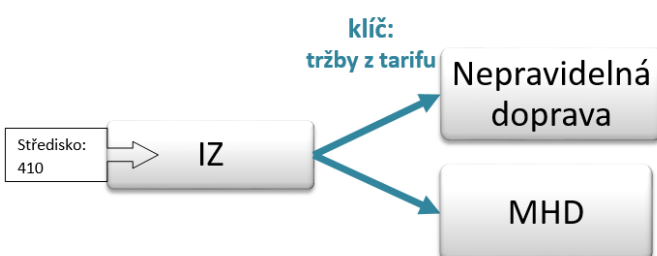 klíč:
tržby z tarifu
Nepravidelná
doprava
Středisko:
410
IZ
MHD